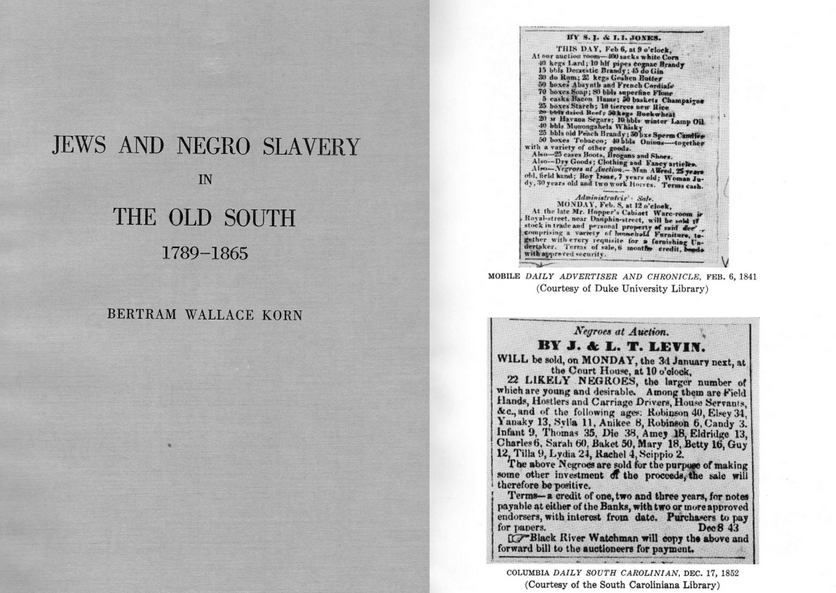 JEWS AND NEGRO SLAVERY
IN
THE OLD SOUTH
1789–1865
BERTRAM WALLACE KORN
BY S. I. & I. I. JONES.
THIS DAY, Feb 6, at 9 o'clock,
At our auction room—400 sacks white Corn
40 kegs Lard; 10 hlf pipes cognac Brandy
15 bbls Domestic Brandy; 45 do Gin
30 do Rum; 25 kegs Goshen Butter
50 boxes Absynth and French Cordials
70 boxes Soap; 80 bbls superfine Flour
5 casks Bacon Hams; 50 baskets Champaigne
25 boxes Starch; 10 tierces new Rice
20 bbls dried Beef; 50 kegs Buckwheat
20 Havana Segars; 10 bbls winter Lamp Oil
40 bbls Monongahela Whisky
25 bbls old Peach Brandy; 50 bxs Sperm Candles
50 boxes Tobacco; 40 bbls Onions—together
with a variety of other goods.
Also—25 cases Boots, Brogans and Shoes.
Also—Dry Goods; Clothing and Fancy articles.
Also—Negroes at Auction.—Man Alfred, 25 years
old, field hand; Boy Isaac, 7 years old; Woman Ju-
dy, 30 years old and two work Horses. Terms cash.
Administrator's Sale.
MONDAY, Feb. 8, at 12 o'clock,
At the late Mr. Hopper's Cabinet Ware-room
Royal-street, near Dauphin-street, will be sold
stock in trade and personal property of said
comprising a variety of household Furniture, to-
gether with every requisite for a furnishing Un-
dertaker. Terms of sale, 6 months credit, bonds
with approved security.
MOBILE DAILY ADVERTISER AND CHRONICLE, FEB. 6, 1841
(Courtesy of Duke University Library)
Negroes at Auction.
BY J. & L. T. LEVIN.
WILL be sold, on MONDAY, the 3d January next, at
the Court House, at 10 o'clock,
22 LIKELY NEGROES, the larger number of
which are young and desirable. Among them are Field
Hands, Hostlers and Carriage Drivers, House Servants,
&c., and of the following ages: Robinson 40, Elsey 34,
Yanaky 13, Sylla 11, Anikee 8, Robinson 6, Candy 3.
Infant 9, Thomas 35, Die 38, Amey 18, Eldridge 13,
Charles 6, Sarah 60, Baket 50, Mary 18, Betty 16, Guy
12, Tilla 9, Lydia 24, Rachel 4, Scippio 2.
The above Negroes are sold for the purpose of making
some other investment of the proceeds, the sale will
therefore be positive.
Terms—a credit of one, two and three years, for notes
payable at either of the Banks, with two or more approved
endorsers, with interest from date. Purchasers to pay
for papers. Dec 8 43
☞Black River Watchman will copy the above and
forward bill to the auctioneers for payment.
COLUMBIA DAILY SOUTH CAROLINIAN, DEC. 17, 1852
(Courtesy of the South Caroliniana Library)